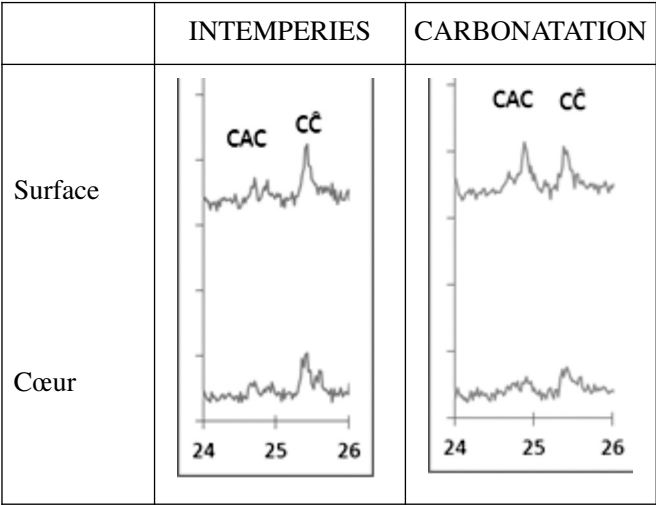 INTEMPERIES CARBONATATION
Surface
CAC CĈ
CAC CĈ
Cœur
24 25 26
24 25 26